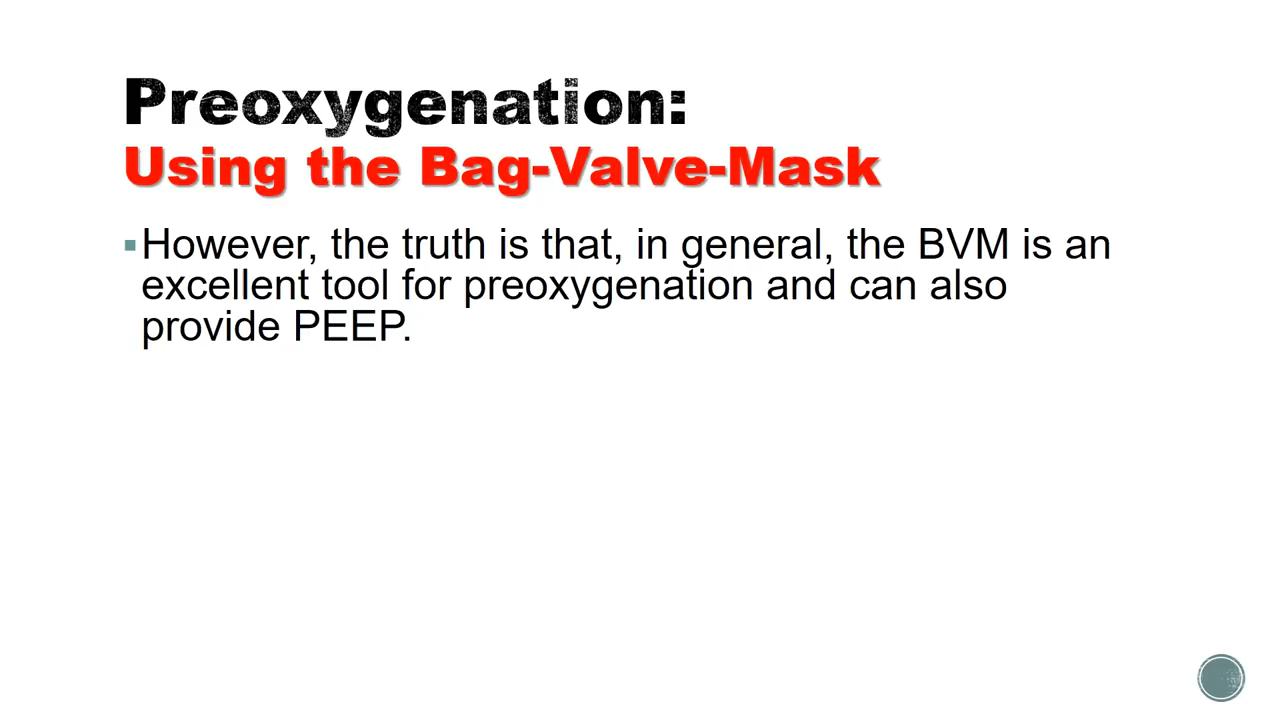 Preoxygenation:
Using the Bag-Valve-Mask
However, the truth is that, in general, the BVM is an
excellent tool for preoxygenation and can also
provide PEEP.